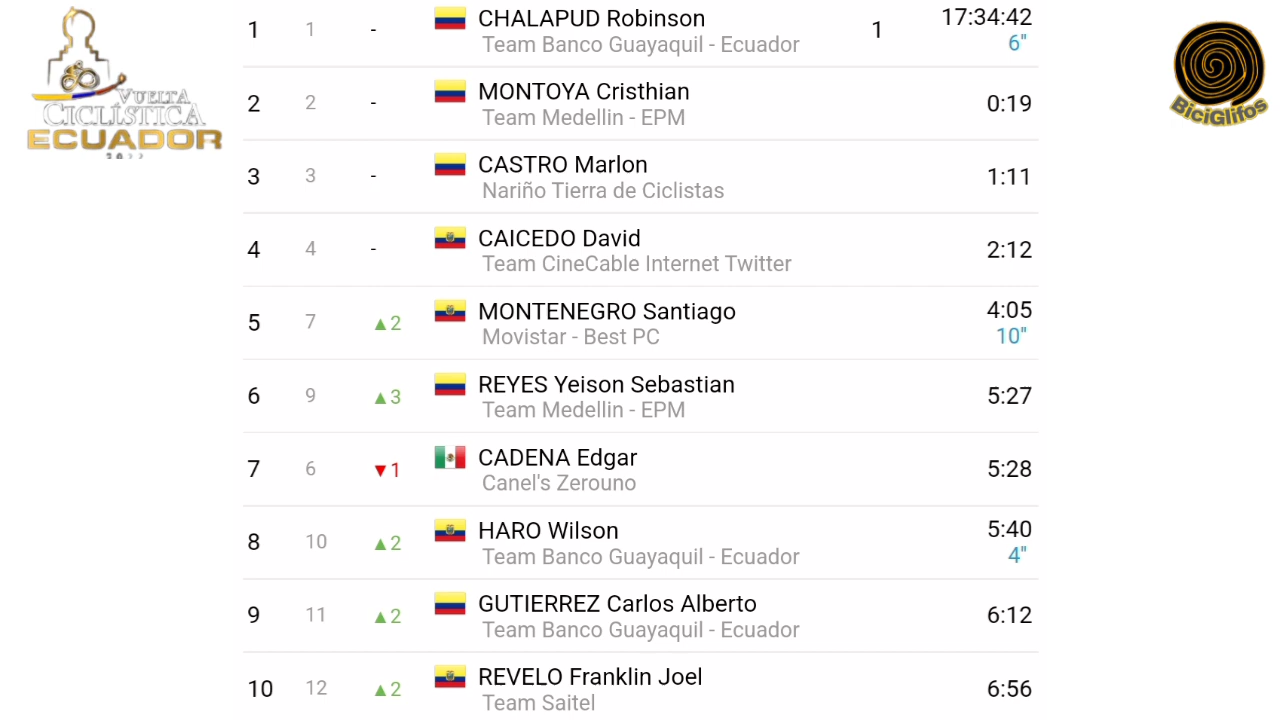 VUELTA
CICLÍSTICA
ECUADOR
BiciGlifos
1 1 - CHALAPUD Robinson 1 17:34:42
Team Banco Guayaquil - Ecuador 6"
2 2 - MONTOYA Cristhian 0:19
Team Medellin - EPM
3 3 - CASTRO Marlon 1:11
Nariño Tierra de Ciclistas
4 4 - CAICEDO David 2:12
Team CineCable Internet Twitter
5 7 ▲2 MONTENEGRO Santiago 4:05
Movistar - Best PC 10"
6 9 ▲3 REYES Yeison Sebastian 5:27
Team Medellin - EPM
7 6 ▼1 CADENA Edgar 5:28
Canel's Zerouno
8 10 ▲2 HARO Wilson 5:40
Team Banco Guayaquil - Ecuador 4"
9 11 ▲2 GUTIERREZ Carlos Alberto 6:12
Team Banco Guayaquil - Ecuador
10 12 ▲2 REVELO Franklin Joel 6:56
Team Saitel